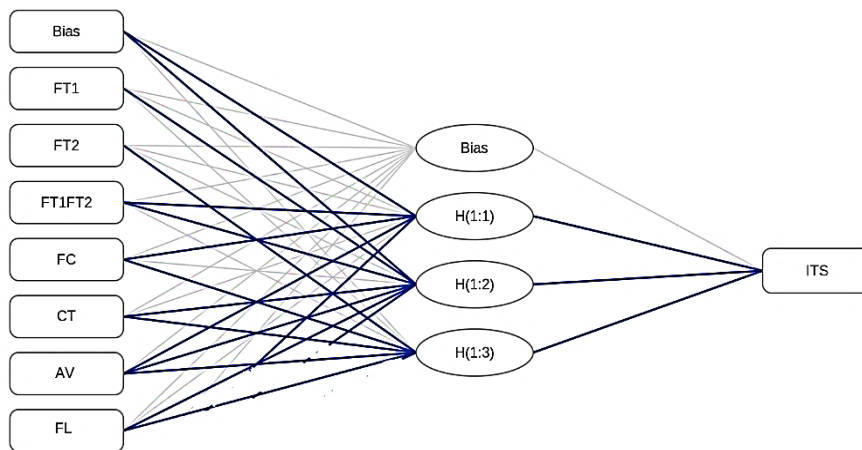 Bias
FT1
FT2
FT1FT2
FC
CT
AV
FL
Bias
H(1:1)
H(1:2)
H(1:3)
ITS